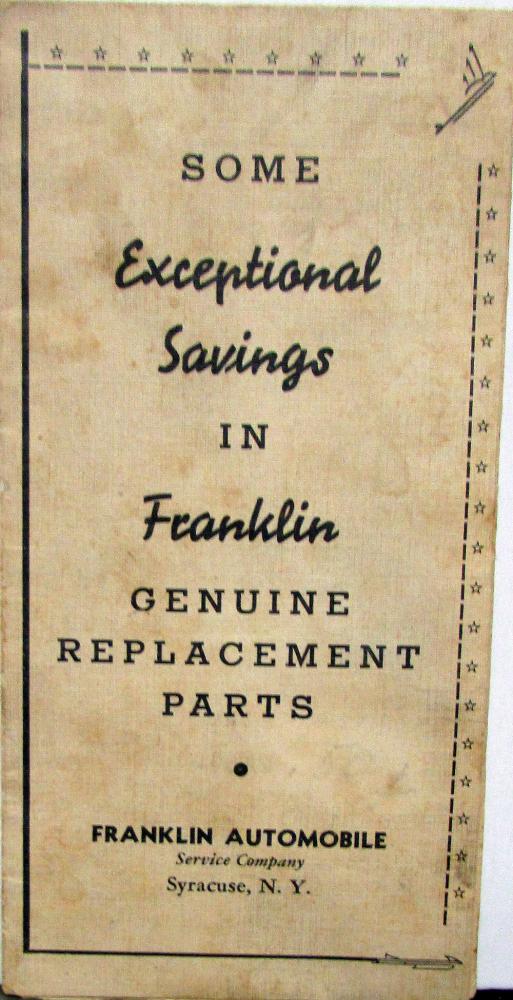 SOME
Exceptional
Savings
IN
Franklin
GENUINE
REPLACEMENT
PARTS
FRANKLIN AUTOMOBILE
Service Company
Syracuse, N. Y.